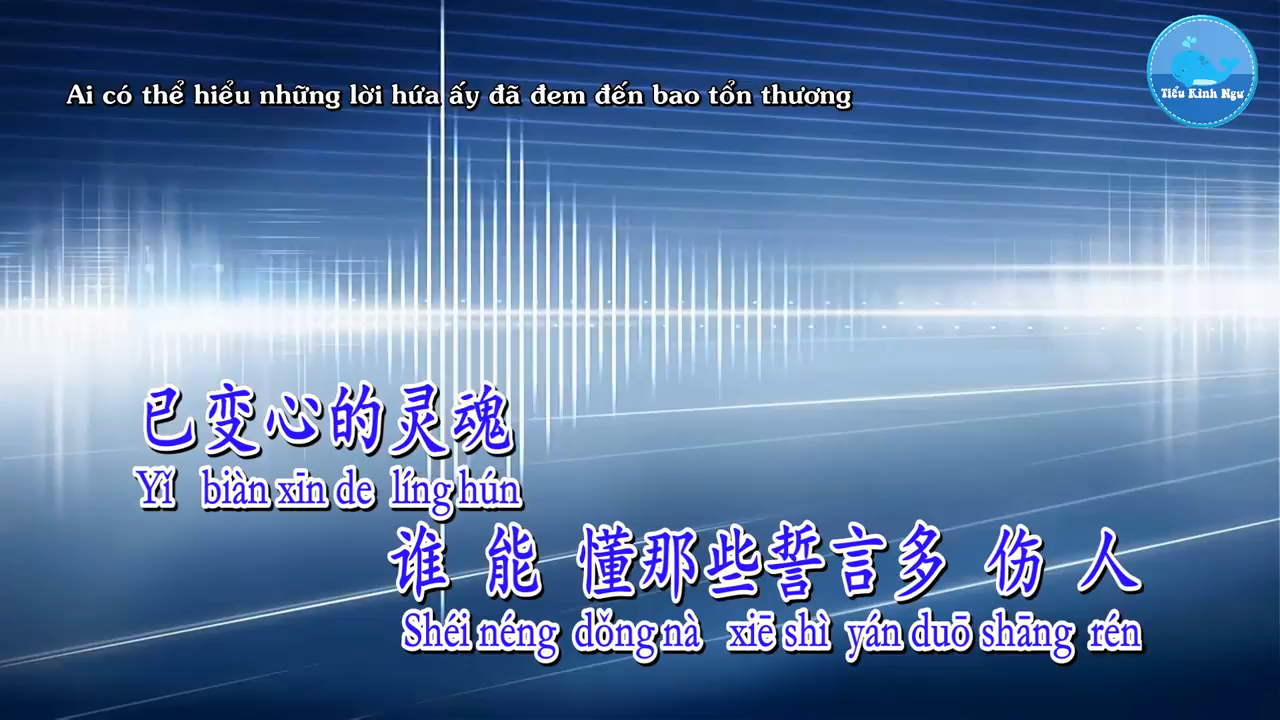 Tiểu Kình Ngư
Ai có thể hiểu những lời hứa ấy đã đem đến bao tổn thương
已变心的灵魂
Yǐ biàn xīn de líng hún
谁 能 懂那些誓言多 伤 人
Shéi néng dǒng nà xiē shì yán duō shāng rén